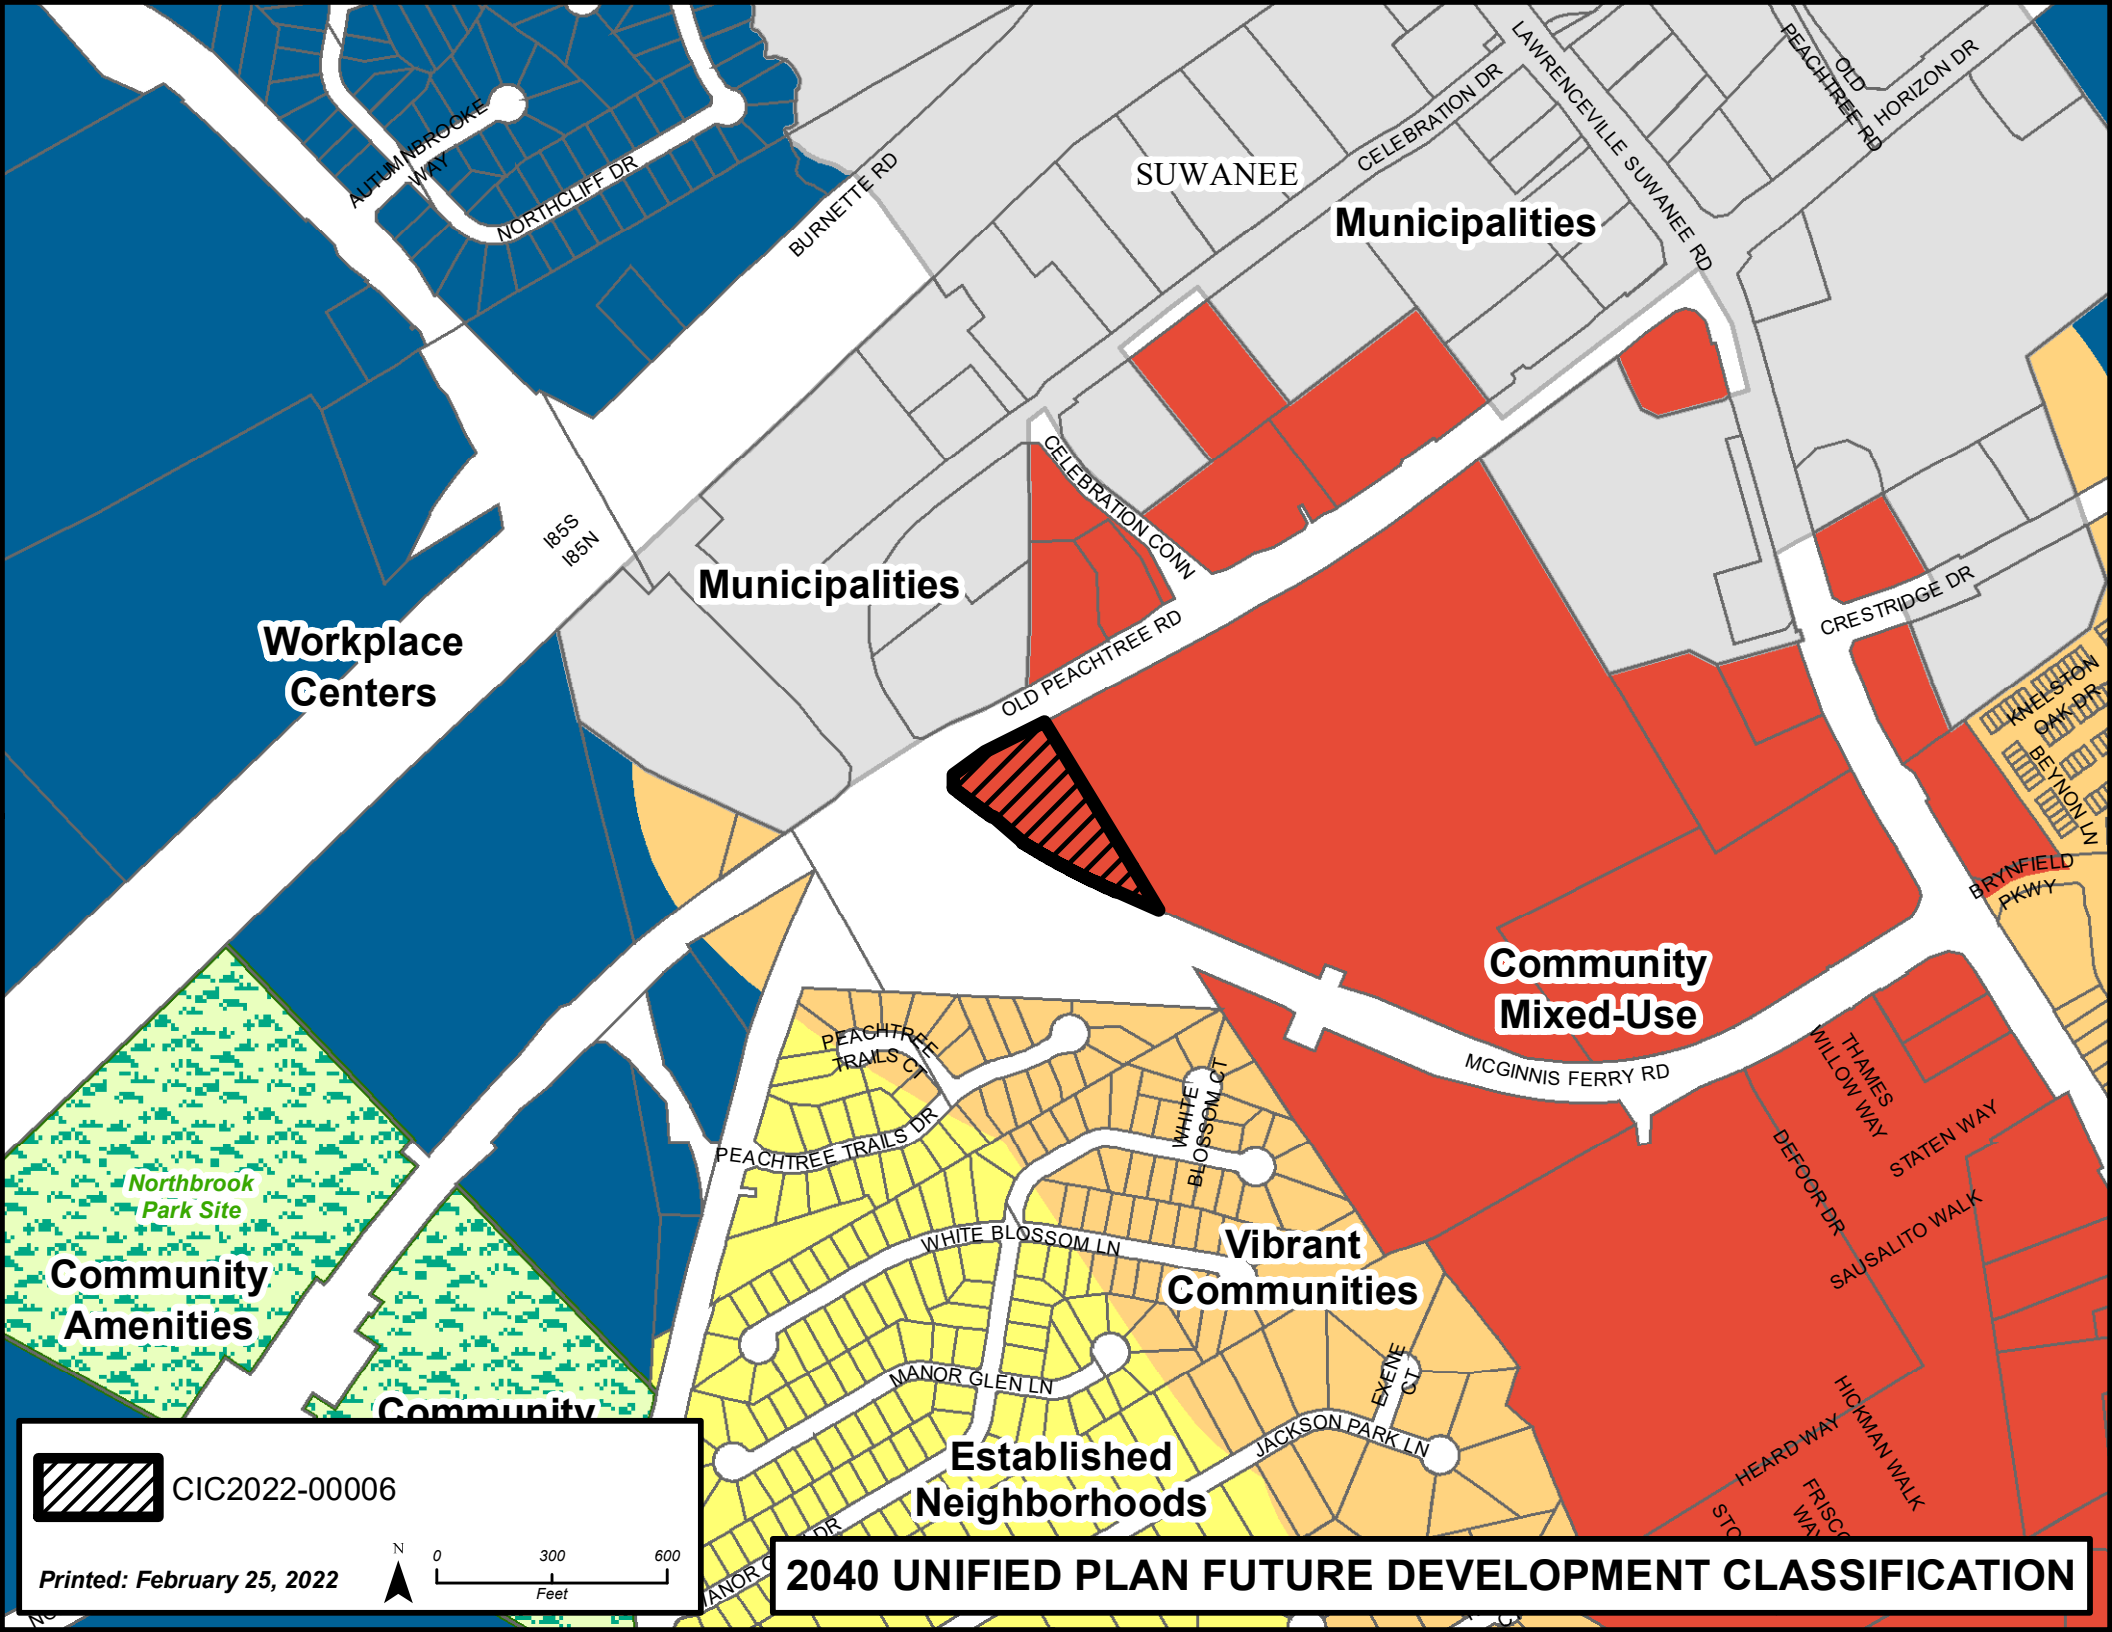 LAWRENCEVILLE SUWANEE RD
OLD
PEACHTREE RD
HORIZON DR
CELEBRATION DR
AUTUMNBROOKE
WAY
NORTHCLIFF DR
BURNETTE RD
SUWANEE
Municipalities
CELEBRATION CONN
I85S
I85N
Municipalities
CRESTRIDGE DR
Workplace
Centers
OLD PEACHTREE RD
KNELSTON
OAK DR
BEYNON LN
BRYNFIELD
PKWY
Community
Mixed-Use
MCGINNIS FERRY RD
PEACHTREE
TRAILS CT
WHITE
BLOSSOM CT
THAMES
WILLOW WAY
STATEN WAY
DEFOOR DR
SAUSALITO WALK
PEACHTREE TRAILS DR
Northbrook
Park Site
WHITE BLOSSOM LN
Vibrant
Communities
Community
Amenities
MANOR GLEN LN
EXENE
CT
Community
JACKSON PARK LN
HICKMAN WALK
HEARD WAY
Established
Neighborhoods
FRISCO
WAY
STO
CIC2022-00006
DR
MANOR
Printed: February 25, 2022
N
0 300 600
Feet
2040 UNIFIED PLAN FUTURE DEVELOPMENT CLASSIFICATION